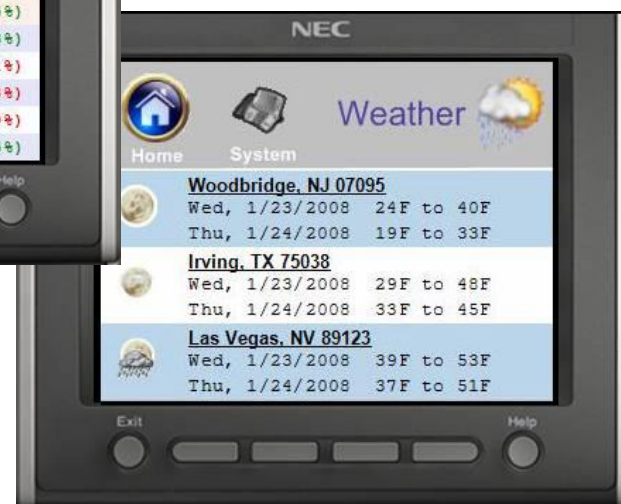 %)
%)
%)
%)
%)
%)
Help
NEC
Home
System
Weather
Woodbridge, NJ 07095
Wed, 1/23/2008 24F to 40F
Thu, 1/24/2008 19F to 33F
Irving, TX 75038
Wed, 1/23/2008 29F to 48F
Thu, 1/24/2008 33F to 45F
Las Vegas, NV 89123
Wed, 1/23/2008 39F to 53F
Thu, 1/24/2008 37F to 51F
Exit
Help